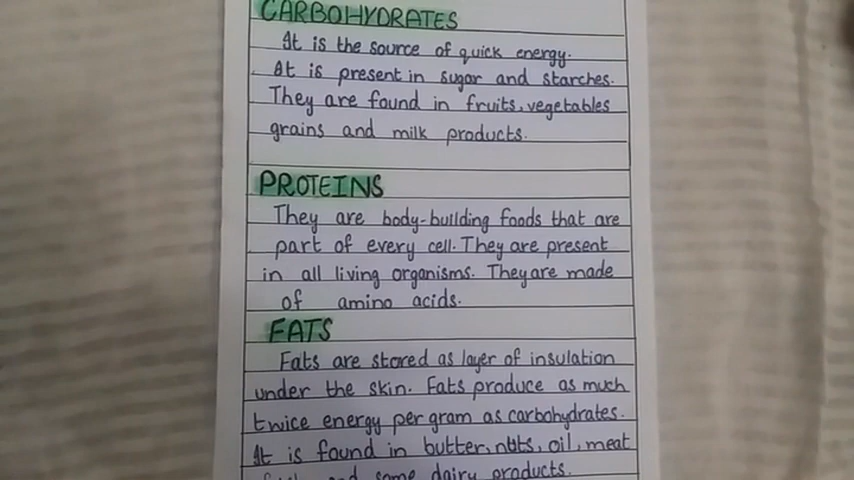 CARBOHYDRATES
It is the source of quick energy.
It is present in sugar and starches.
They are found in fruits, vegetables
grains and milk products.
PROTEINS
They are body-building foods that are
part of every cell. They are present
in all living organisms. They are made
of amino acids.
FATS
Fats are stored as layer of insulation
under the skin. Fats produce as much
twice energy per gram as carbohydrates.
It is found in butter, nuts, oil, meat
and some dairy products.